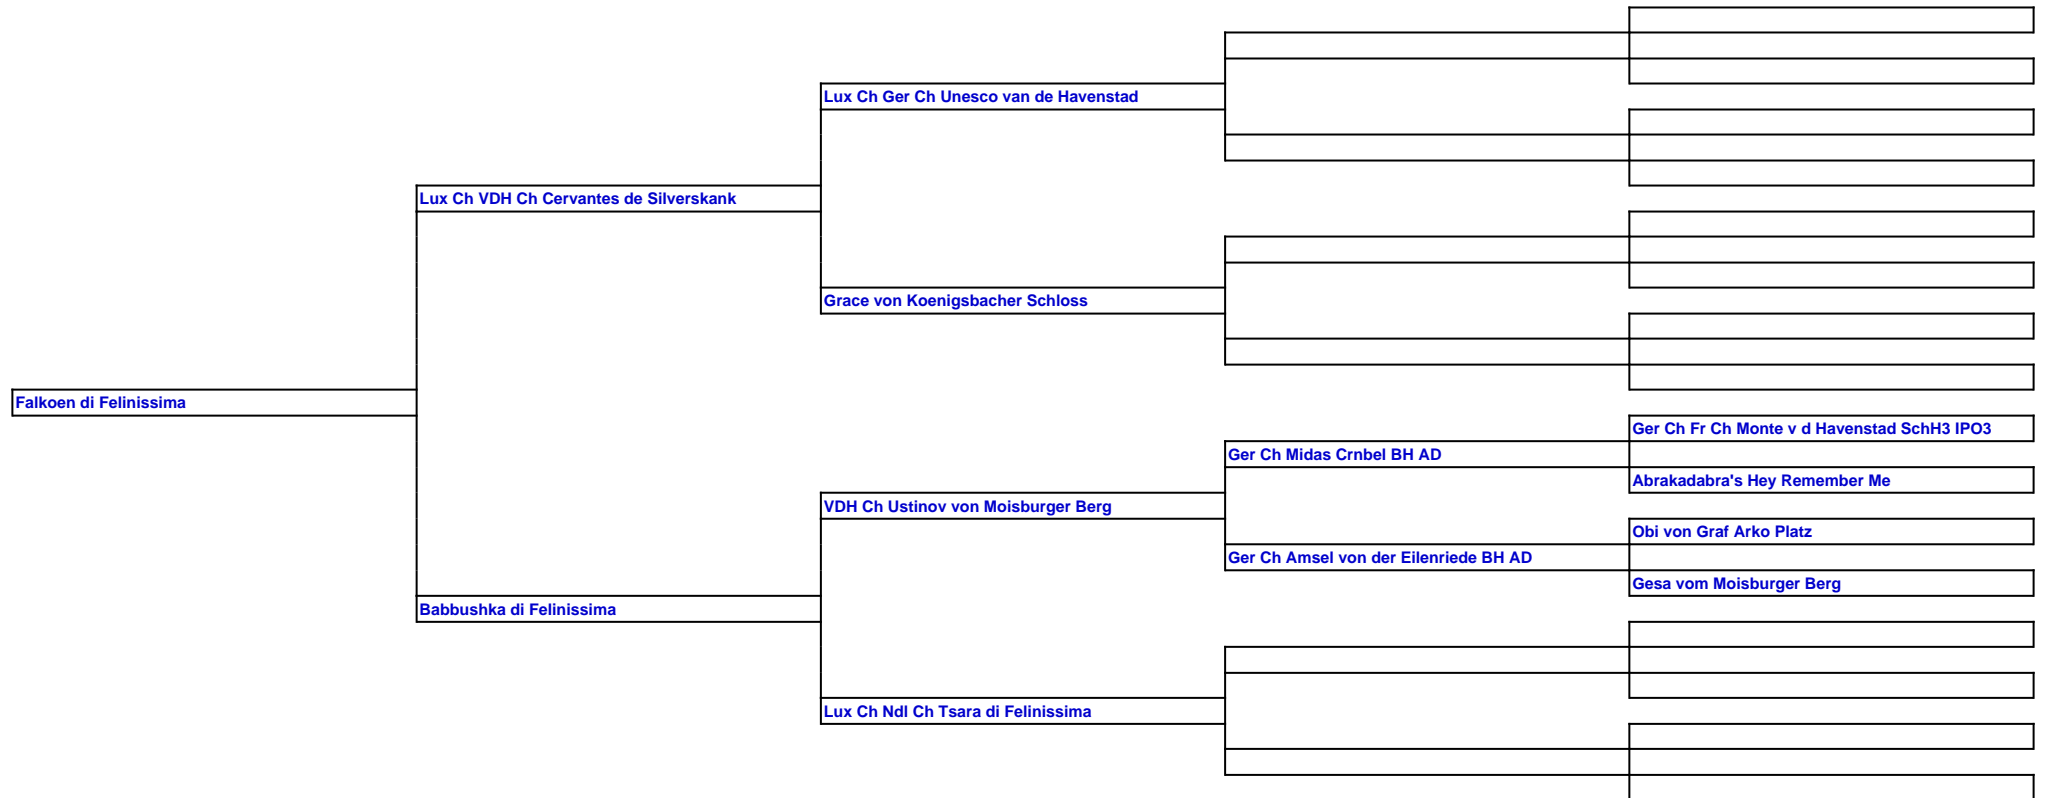 Lux Ch Ger Ch Unesco van de Havenstad
Lux Ch VDH Ch Cervantes de Silverskank
Grace von Koenigsbacher Schloss
Falkoen di Felinissima
Ger Ch Fr Ch Monte v d Havenstad SchH3 IPO3
Ger Ch Midas Crnbel BH AD
Abrakadabra's Hey Remember Me
VDH Ch Ustinov von Moisburger Berg
Obi von Graf Arko Platz
Ger Ch Amsel von der Eilenriede BH AD
Gesa vom Moisburger Berg
Babbushka di Felinissima
Lux Ch Ndl Ch Tsara di Felinissima